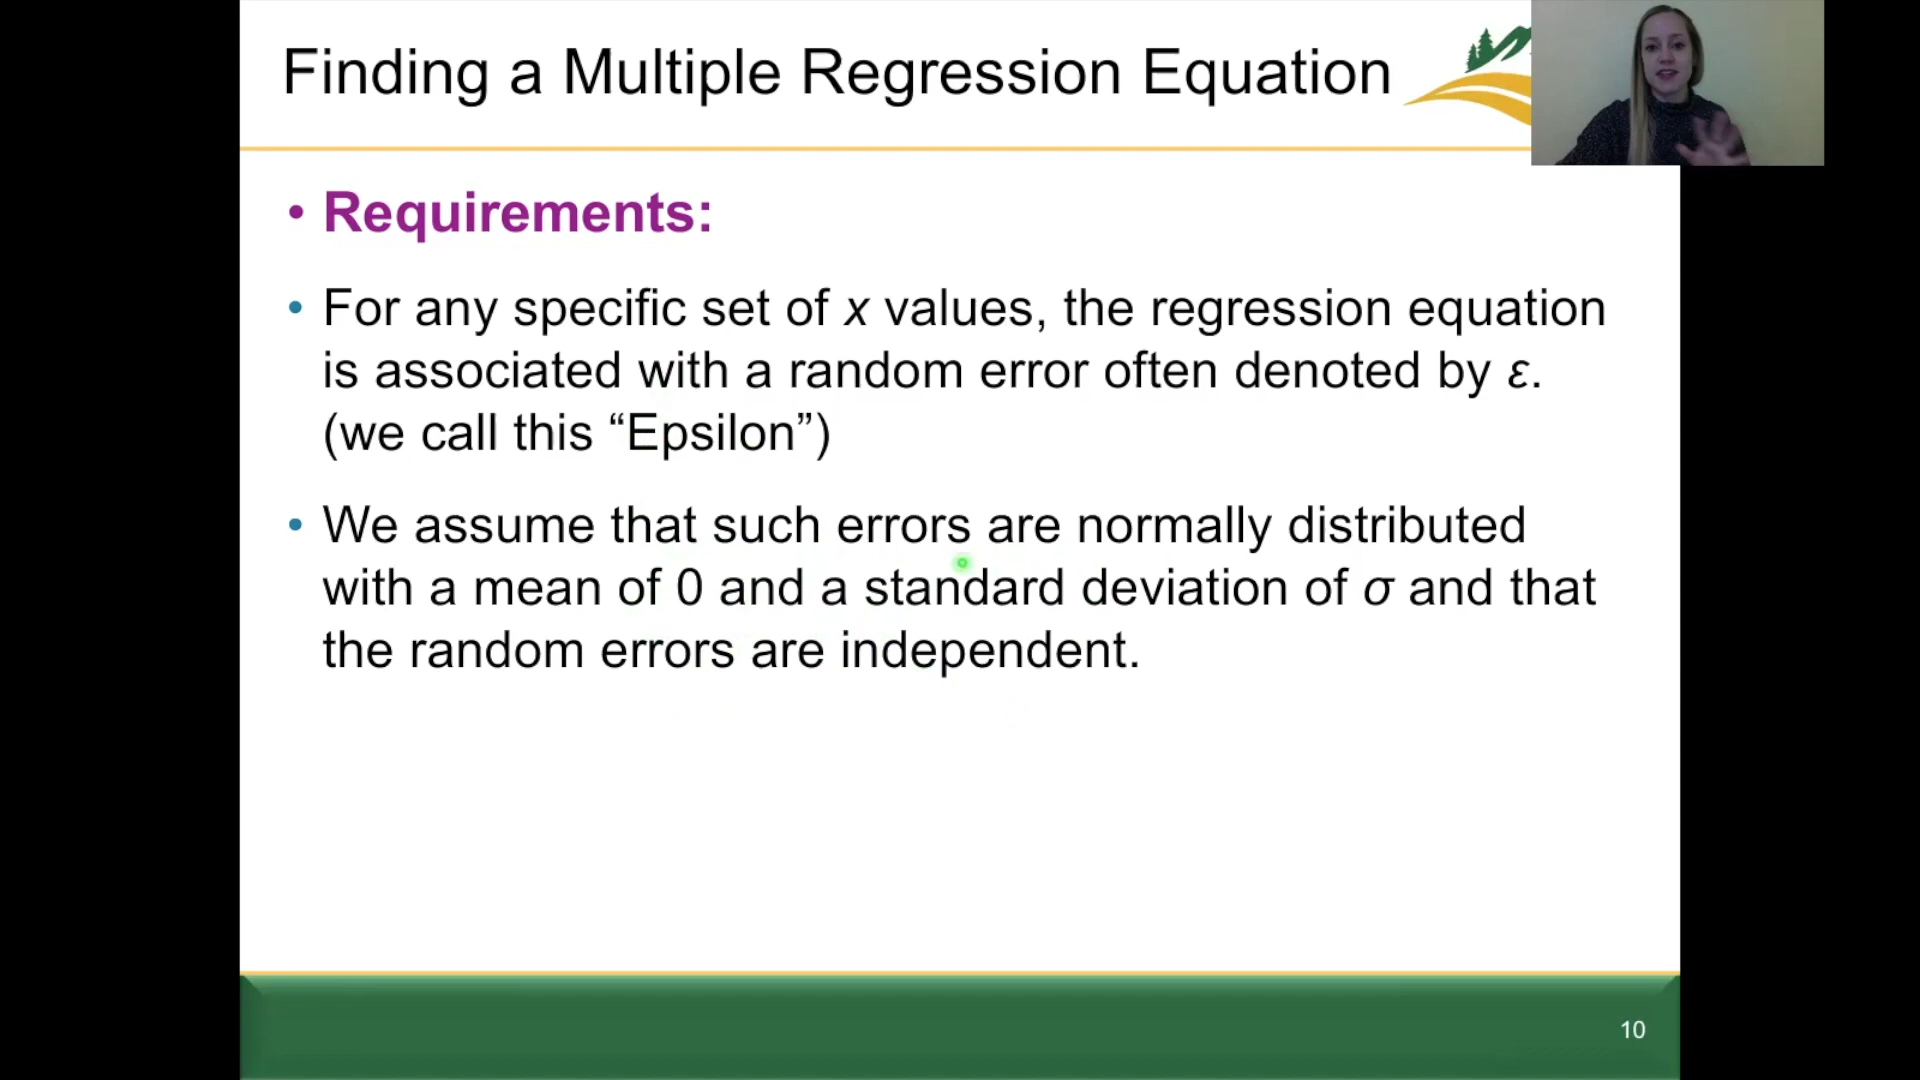 Finding a Multiple Regression Equation
• Requirements:
• For any specific set of x values, the regression equation
is associated with a random error often denoted by ε.
(we call this “Epsilon”)
• We assume that such errors are normally distributed
with a mean of 0 and a standard deviation of σ and that
the random errors are independent.
10